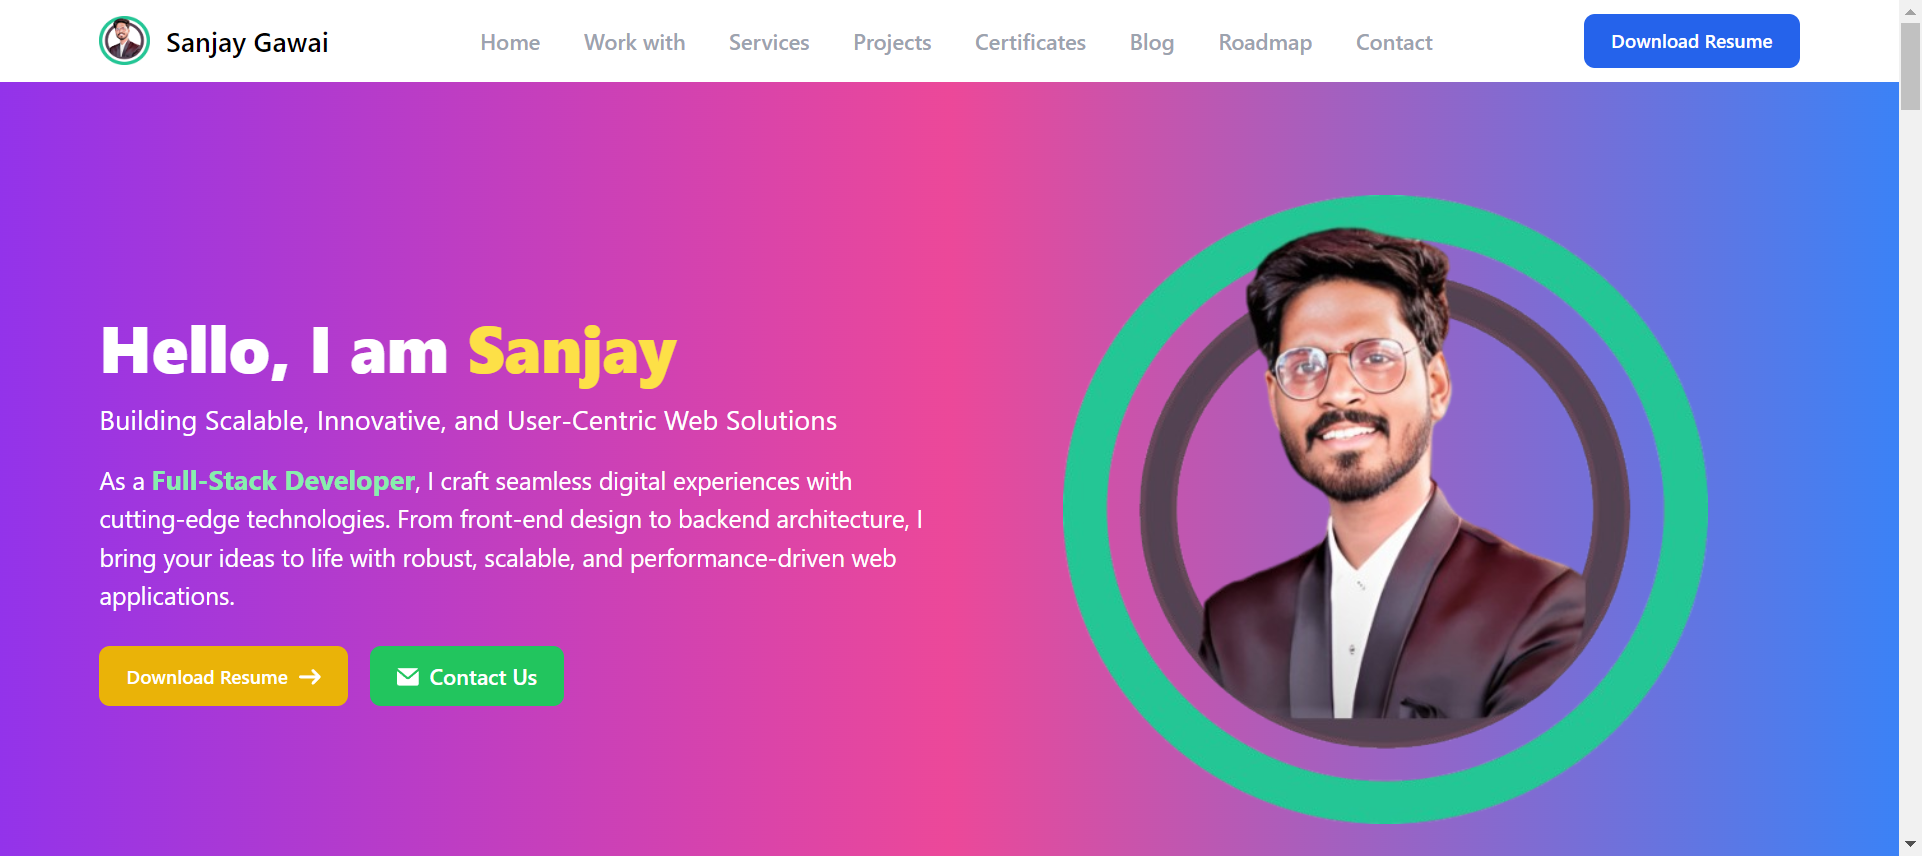 Sanjay Gawai
Home Work with Services Projects Certificates Blog Roadmap Contact
Download Resume
Hello, I am Sanjay
Building Scalable, Innovative, and User-Centric Web Solutions
As a Full-Stack Developer, I craft seamless digital experiences with
cutting-edge technologies. From front-end design to backend architecture, I
bring your ideas to life with robust, scalable, and performance-driven web
applications.
Download Resume
Contact Us